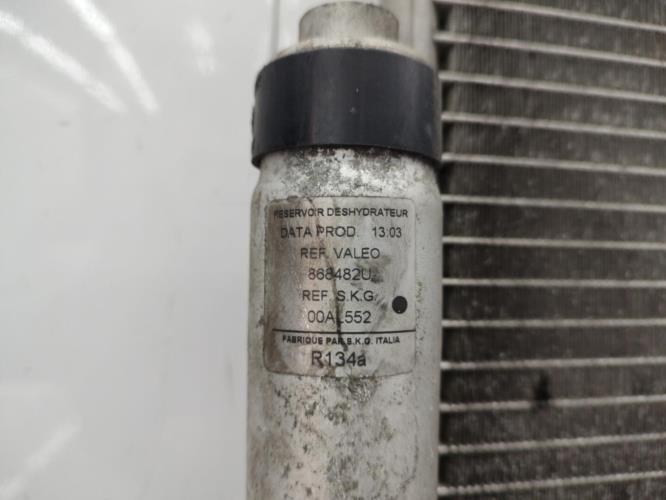 RESERVOIR DESHYDRATEUR
DATA PROD. 13:03
REF. VALEO
868482U
REF. S.K.G.
00AL552
FABRIQUE PAR S.K.G. ITALIA
R134a